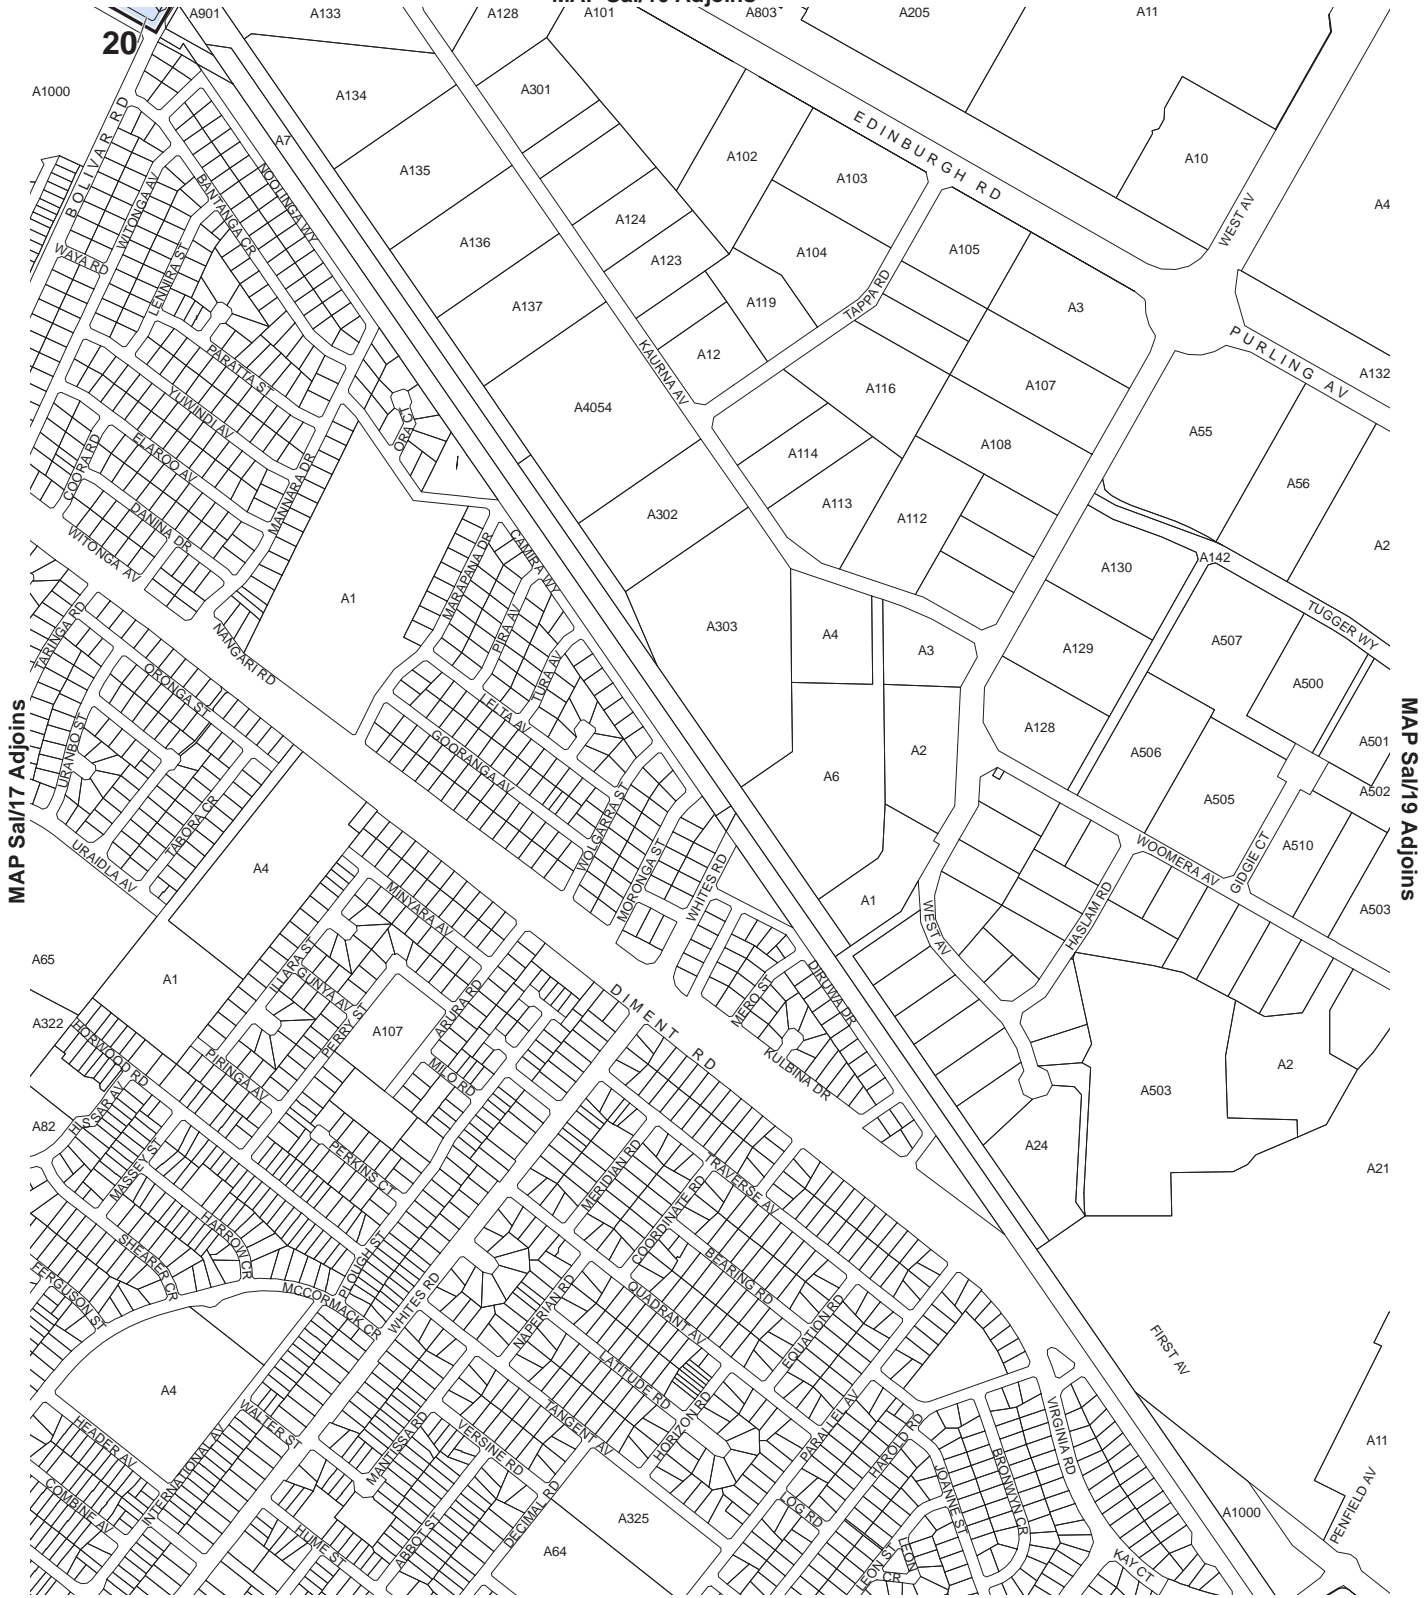 MAP Sal/16 Adjoins
A901
A133
A128
A101
A803
A205
A11
20
A1000
A134
A301
A7
A135
A102
A103
EDINBURGH RD
A10
A4
BOLIVAR RD
WITONGA AV
BANTANGA CR
NOOLINGA WY
WAYA RD
LENNIRA ST
A136
A124
A123
A104
A105
WEST AV
A137
A119
TAPPA RD
A3
PURLING AV
A132
PARATTA ST
YUWINDI AV
ORA CT
KAURNA AV
A12
A116
A107
A4054
A55
ELAROO AV
COORA RD
MANNARA DR
A114
A108
A56
DANINA DR
WITONGA AV
A302
A113
A112
A2
MARAPANA DR
CAMIRA WY
A130
A142
A1
PIRA AV
TURA AV
A303
A4
A3
A129
A507
TUGGER WY
TARINGA RD
NANGARI RD
ORONGA ST
ELTA AV
A500
URANBO ST
GOORANGA AV
A128
A506
A501
MAP Sal/17 Adjoins
MAP Sal/19 Adjoins
A2
A6
A505
A502
TABORA CR
URAIDLA AV
WOLGARRA ST
MORONGA ST
WHITES RD
WOOMERA AV
GIDGIE CT
A510
A4
MINYARA AV
A1
WEST AV
HASLAM RD
A503
A65
A1
ILLARA ST
GUNYA AV
DIMENT RD
MERO ST
DIRUWA DR
A322
HORWOOD RD
PERRY ST
A107
ARURA RD
MILO RD
KULBINA DR
A503
A2
PIRINGA AV
HISSAR AV
A82
MASSEY ST
PERKINS CT
MERIDIAN RD
TRAVERSE AV
A24
A21
HARROW CR
SHEARER CR
PLOUGH ST
COORDINATE RD
BEARING RD
FERGUSON ST
MCCORMACK CR
WHITES RD
NAPERIAN RD
QUADRANT AV
EQUATION RD
FIRST AV
A4
LATITUDE RD
HORIZON RD
PARALLEL AV
HEADER AV
WALTER ST
INTERNATIONAL AV
MANTISSA RD
VERSINE RD
TANGENT AV
HAROLD RD
VIRGINIA RD
BRONWYN CR
JOANNE ST
A11
COMBINE AV
HUME ST
ABBOT ST
DECIMAL RD
A325
LOG RD
A1000
PENFIELD AV
A64
LEON ST
LEON CR
KAY CT